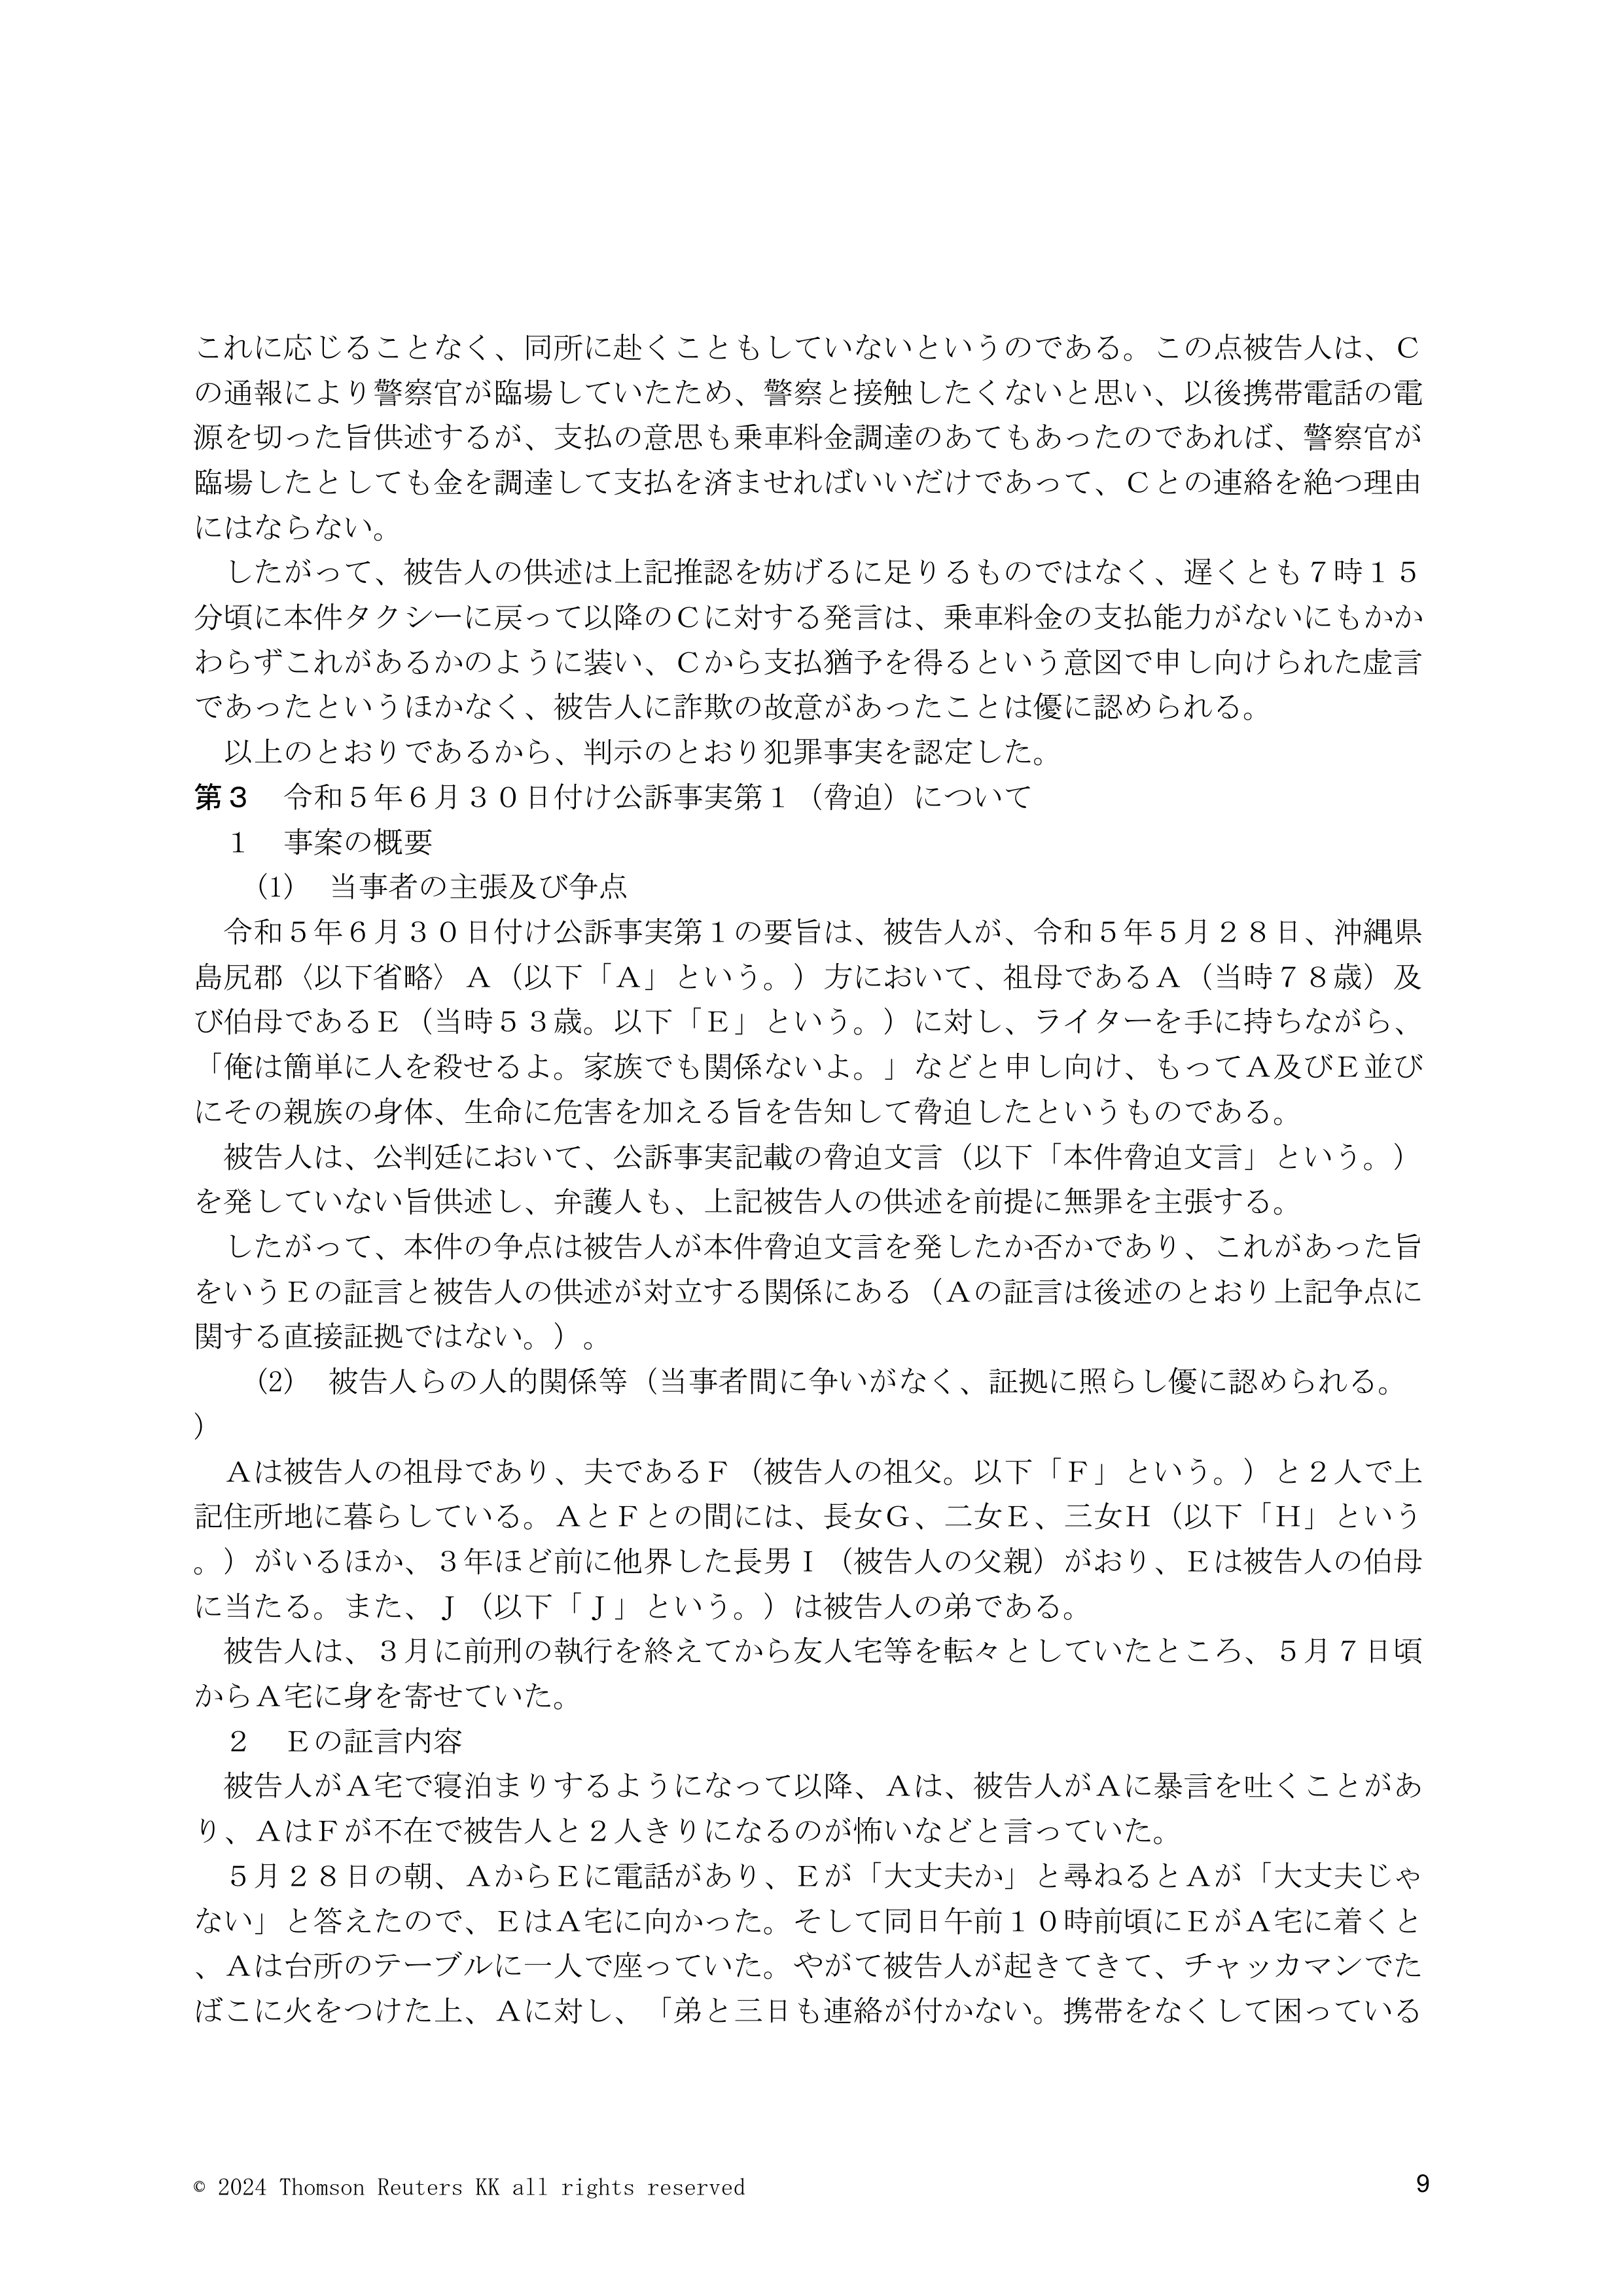 これに応じることなく、同所に赴くこともしていないというのである。この点被告人は、Ｃ
の通報により警察官が臨場していたため、警察と接触したくないと思い、以後携帯電話の電
源を切った旨供述するが、支払の意思も乗車料金調達のあてもあったのであれば、警察官が
臨場したとしても金を調達して支払を済ませればいいだけであって、Ｃとの連絡を絶つ理由
にはならない。
　したがって、被告人の供述は上記推認を妨げるに足りるものではなく、遅くとも７時１５
分頃に本件タクシーに戻って以降のＣに対する発言は、乗車料金の支払能力がないにもかか
わらずこれがあるかのように装い、Ｃから支払猶予を得るという意図で申し向けられた虚言
であったというほかなく、被告人に詐欺の故意があったことは優に認められる。
　以上のとおりであるから、判示のとおり犯罪事実を認定した。
第３　令和５年６月３０日付け公訴事実第１（脅迫）について
　１　事案の概要
　　(1)　当事者の主張及び争点
　令和５年６月３０日付け公訴事実第１の要旨は、被告人が、令和５年５月２８日、沖縄県
島尻郡〈以下省略〉Ａ（以下「Ａ」という。）方において、祖母であるＡ（当時７８歳）及
び伯母であるＥ（当時５３歳。以下「Ｅ」という。）に対し、ライターを手に持ちながら、
「俺は簡単に人を殺せるよ。家族でも関係ないよ。」などと申し向け、もってＡ及びＥ並び
にその親族の身体、生命に危害を加える旨を告知して脅迫したというものである。
　被告人は、公判廷において、公訴事実記載の脅迫文言（以下「本件脅迫文言」という。）
を発していない旨供述し、弁護人も、上記被告人の供述を前提に無罪を主張する。
　したがって、本件の争点は被告人が本件脅迫文言を発したか否かであり、これがあった旨
をいうＥの証言と被告人の供述が対立する関係にある（Ａの証言は後述のとおり上記争点に
関する直接証拠ではない。）。
　　(2)　被告人らの人的関係等（当事者間に争いがなく、証拠に照らし優に認められる。
）
　Ａは被告人の祖母であり、夫であるＦ（被告人の祖父。以下「Ｆ」という。）と２人で上
記住所地に暮らしている。ＡとＦとの間には、長女Ｇ、二女Ｅ、三女Ｈ（以下「Ｈ」という
。）がいるほか、３年ほど前に他界した長男Ｉ（被告人の父親）がおり、Ｅは被告人の伯母
に当たる。また、Ｊ（以下「Ｊ」という。）は被告人の弟である。
　被告人は、３月に前刑の執行を終えてから友人宅等を転々としていたところ、５月７日頃
からＡ宅に身を寄せていた。
　２　Ｅの証言内容
　被告人がＡ宅で寝泊まりするようになって以降、Ａは、被告人がＡに暴言を吐くことがあ
り、ＡはＦが不在で被告人と２人きりになるのが怖いなどと言っていた。
　５月２８日の朝、ＡからＥに電話があり、Ｅが「大丈夫か」と尋ねるとＡが「大丈夫じゃ
ない」と答えたので、ＥはＡ宅に向かった。そして同日午前１０時前頃にＥがＡ宅に着くと
、Ａは台所のテーブルに一人で座っていた。やがて被告人が起きてきて、チャッカマンでた
ばこに火をつけた上、Ａに対し、「弟と三日も連絡が付かない。携帯をなくして困っている
© 2024 Thomson Reuters KK all rights reserved
9